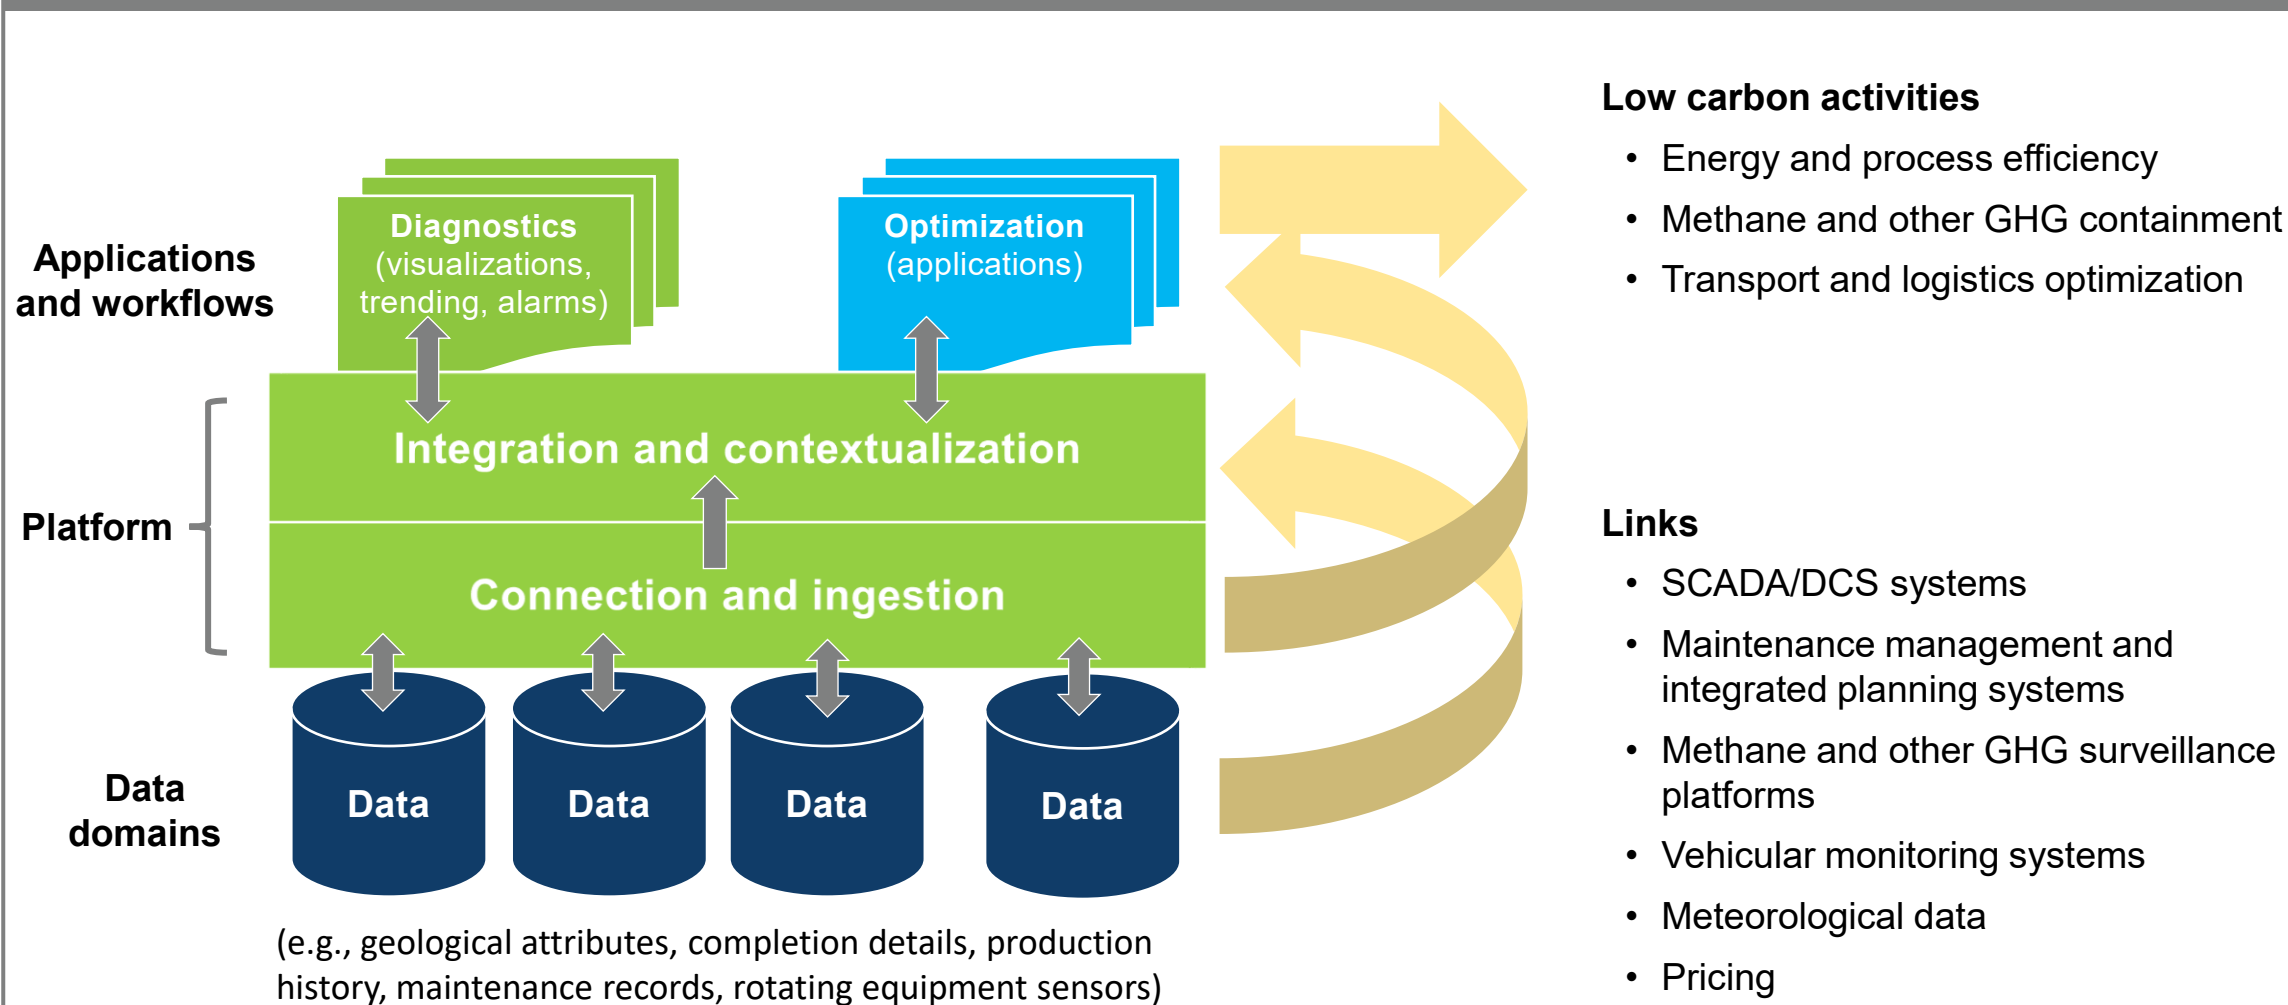 Applications
and workflows
Diagnostics
(visualizations,
trending, alarms)
Optimization
(applications)
Platform
Integration and contextualization
Connection and ingestion
Data
domains
Data
Data
Data
Data
(e.g., geological attributes, completion details, production
history, maintenance records, rotating equipment sensors)
Low carbon activities
• Energy and process efficiency
• Methane and other GHG containment
• Transport and logistics optimization
Links
• SCADA/DCS systems
• Maintenance management and
integrated planning systems
• Methane and other GHG surveillance
platforms
• Vehicular monitoring systems
• Meteorological data
• Pricing